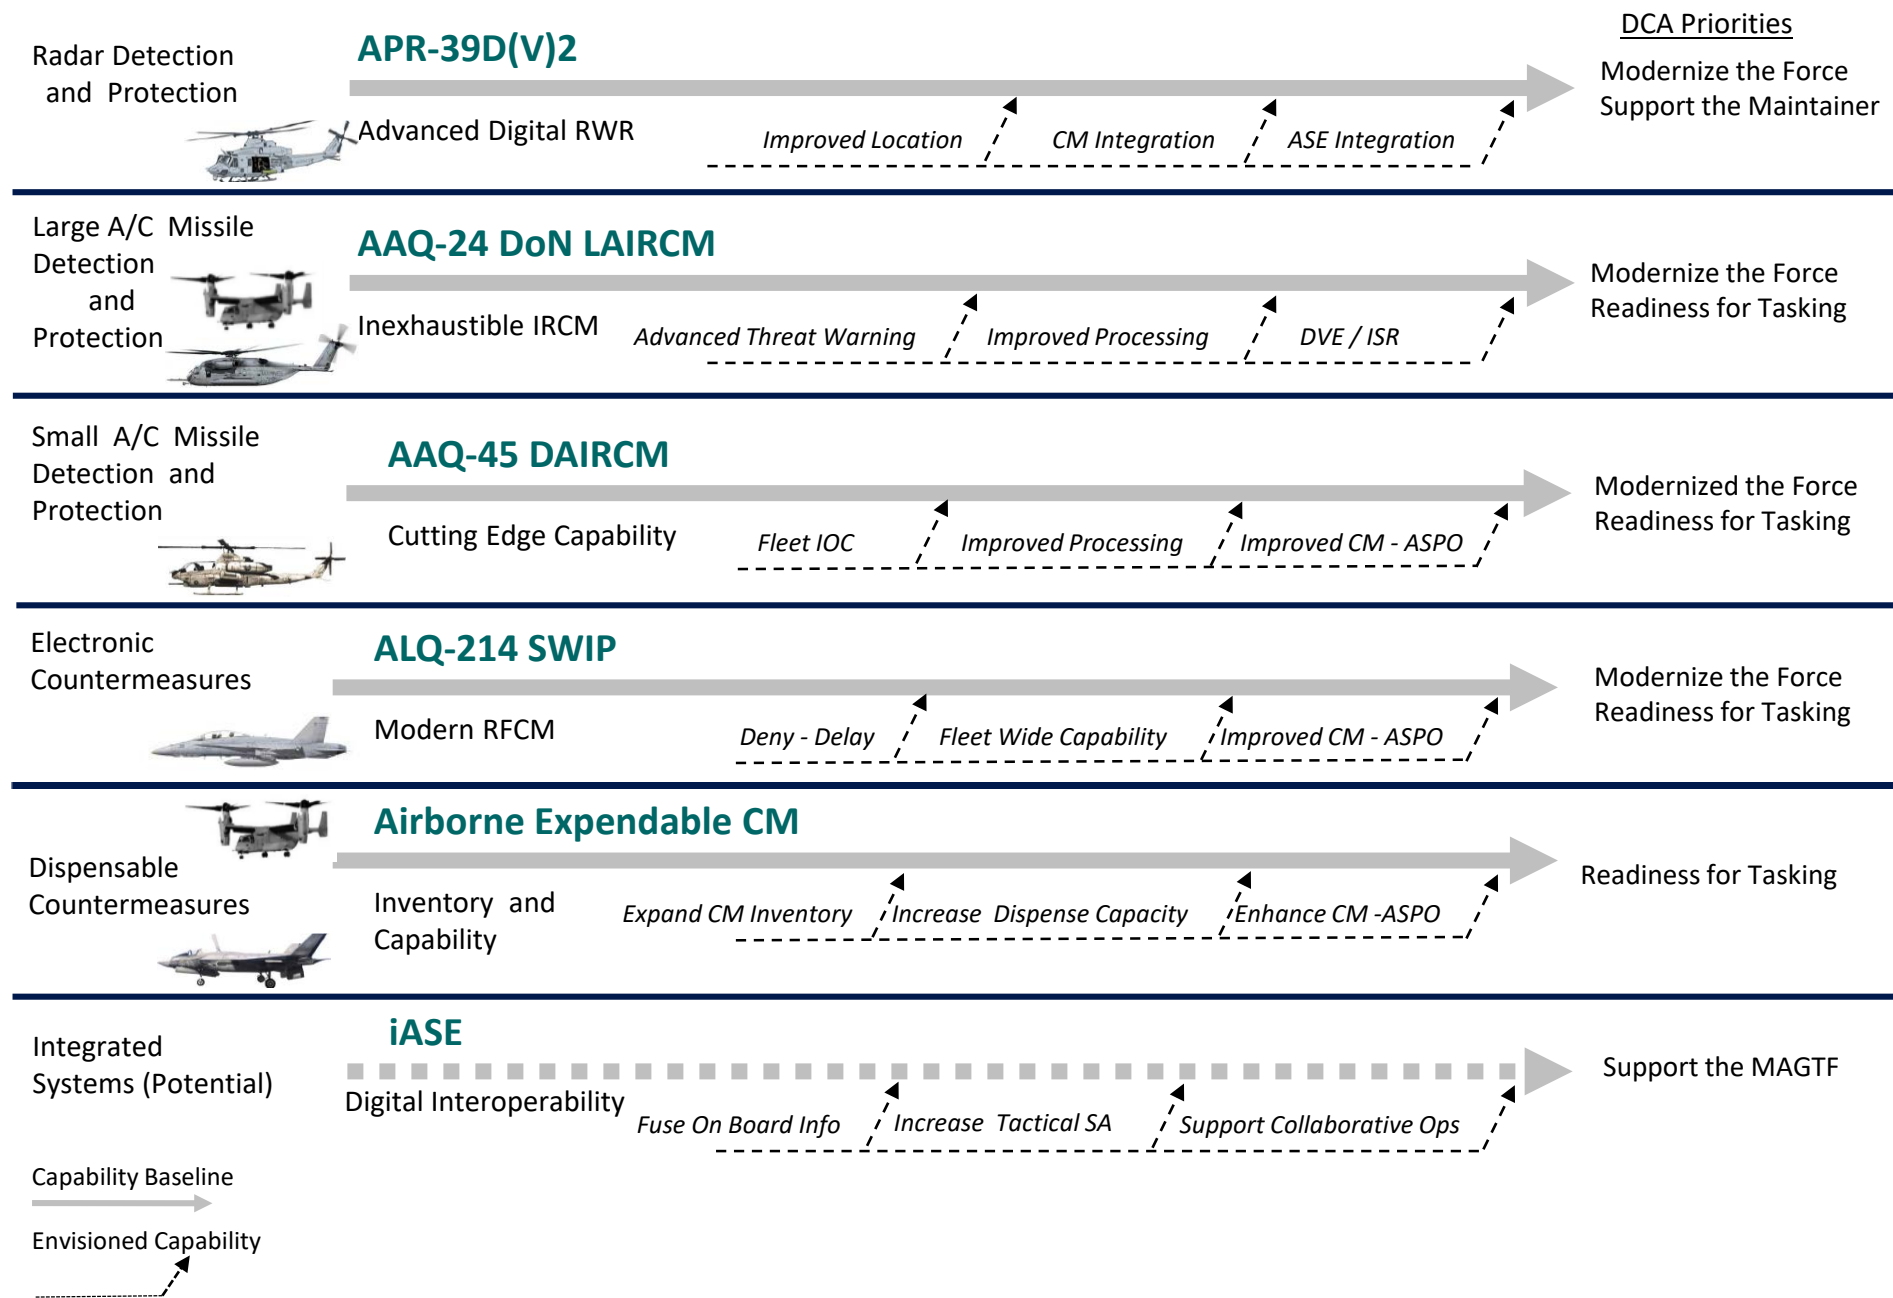 DCA Priorities
Radar Detection
and Protection
APR-39D(V)2
Advanced Digital RWR
Improved Location
CM Integration
ASE Integration
Modernize the Force
Support the Maintainer
Large A/C Missile
Detection
and
Protection
AAQ-24 DoN LAIRCM
Inexhaustible IRCM
Advanced Threat Warning
Improved Processing
DVE / ISR
Modernize the Force
Readiness for Tasking
Small A/C Missile
Detection and
Protection
AAQ-45 DAIRCM
Cutting Edge Capability
Fleet IOC
Improved Processing
Improved CM - ASPO
Modernized the Force
Readiness for Tasking
Electronic
Countermeasures
ALQ-214 SWIP
Modern RFCM
Deny - Delay
Fleet Wide Capability
Improved CM - ASPO
Modernize the Force
Readiness for Tasking
Dispensable
Countermeasures
Airborne Expendable CM
Inventory and
Capability
Expand CM Inventory
Increase Dispense Capacity
Enhance CM -ASPO
Readiness for Tasking
Integrated
Systems (Potential)
iASE
Digital Interoperability
Fuse On Board Info
Increase Tactical SA
Support Collaborative Ops
Support the MAGTF
Capability Baseline
Envisioned Capability